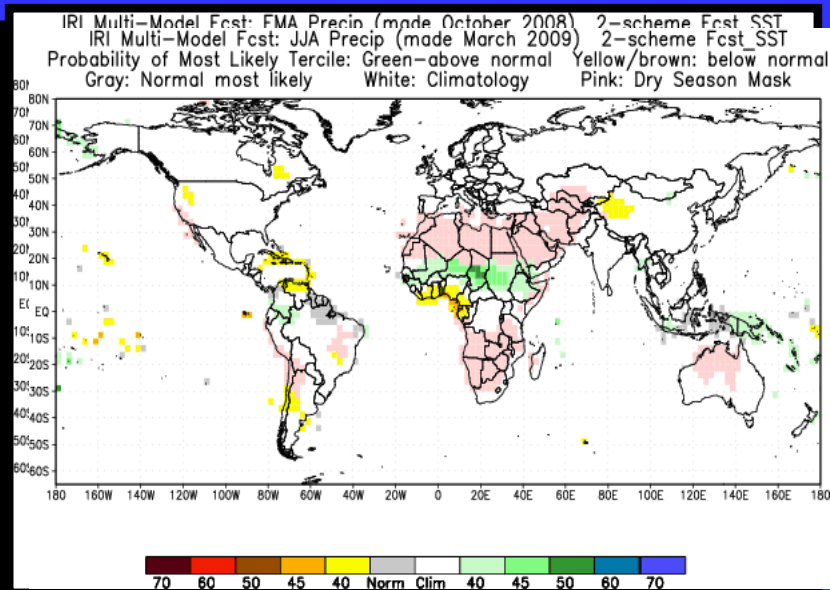 IRI Multi-Model Fcst: FMA Precip (made October 2008) 2-scheme Fcst_SST
IRI Multi-Model Fcst: JJA Precip (made March 2009) 2-scheme Fcst_SST
Probability of Most Likely Tercile: Green-above normal Yellow/brown: below normal
Gray: Normal most likely White: Climatology Pink: Dry Season Mask
80N
70N
60N
50N
40N
30N
20N
10N
EQ
10S
20S
30S
40S
50S
60S
180 160W 140W 120W 100W 80W 60W 40W 20W 0 20E 40E 60E 80E 100E 120E 140E 160E 180
70 60 50 45 40 Norm Clim 40 45 50 60 70